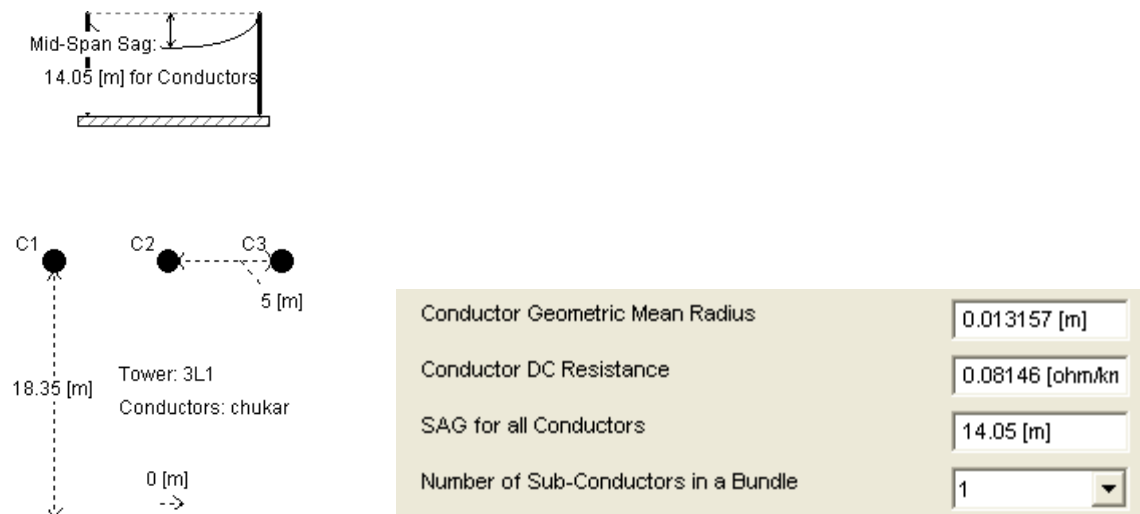 Mid-Span Sag:
14.05 [m] for Conductors
C1
C2
C3
5 [m]
18.35 [m]
Tower: 3L1
Conductors: chukar
0 [m]
Conductor Geometric Mean Radius
0.013157 [m]
Conductor DC Resistance
0.08146 [ohm/km
SAG for all Conductors
14.05 [m]
Number of Sub-Conductors in a Bundle
1